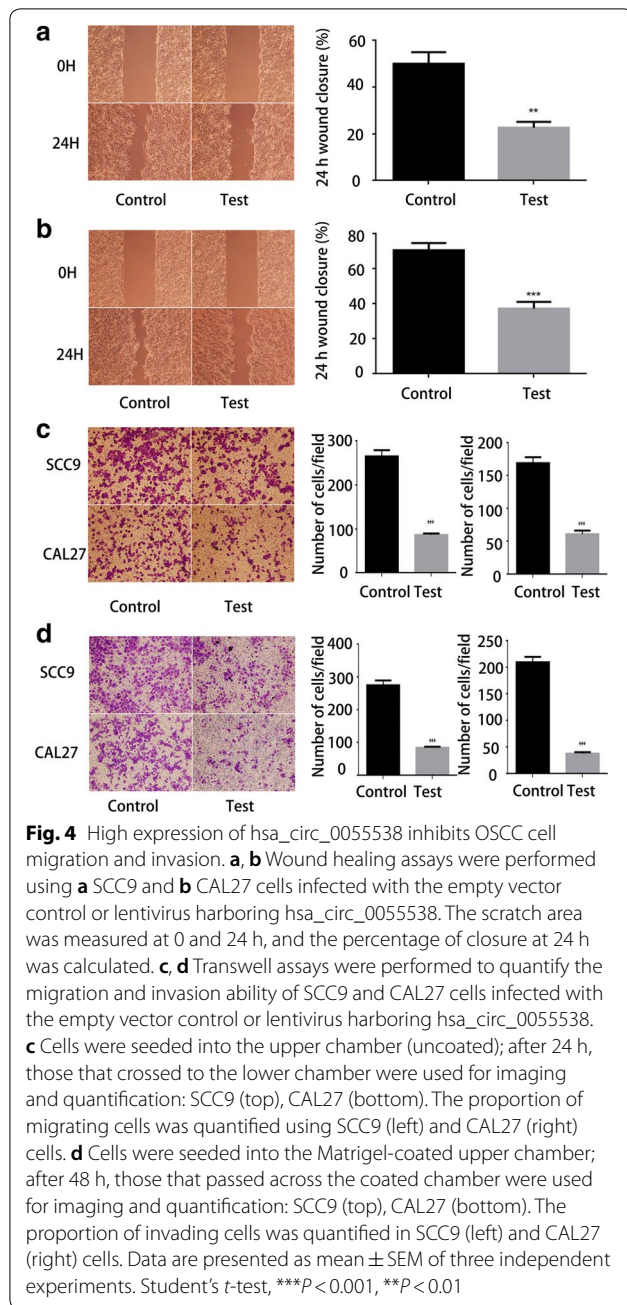 a
0H
24H
Control Test
24 h wound closure (%)
60
40
20
0
**
Control Test
b
0H
24H
Control Test
24 h wound closure (%)
80
60
40
20
0
***
Control Test
c
SCC9
CAL27
Control Test
Number of cells/field
300
200
100
0
***
Control Test
Number of cells/field
200
150
100
50
0
***
Control Test
d
SCC9
CAL27
Control Test
Number of cells/field
400
300
200
100
0
***
Control Test
Number of cells/field
250
200
150
100
50
0
***
Control Test
Fig. 4 High expression of hsa_circ_0055538 inhibits OSCC cell
migration and invasion. a, b Wound healing assays were performed
using a SCC9 and b CAL27 cells infected with the empty vector
control or lentivirus harboring hsa_circ_0055538. The scratch area
was measured at 0 and 24 h, and the percentage of closure at 24 h
was calculated. c, d Transwell assays were performed to quantify the
migration and invasion ability of SCC9 and CAL27 cells infected with
the empty vector control or lentivirus harboring hsa_circ_0055538.
c Cells were seeded into the upper chamber (uncoated); after 24 h,
those that crossed to the lower chamber were used for imaging
and quantification: SCC9 (top), CAL27 (bottom). The proportion of
migrating cells was quantified using SCC9 (left) and CAL27 (right)
cells. d Cells were seeded into the Matrigel-coated upper chamber;
after 48 h, those that passed across the coated chamber were used
for imaging and quantification: SCC9 (top), CAL27 (bottom). The
proportion of invading cells was quantified in SCC9 (left) and CAL27
(right) cells. Data are presented as mean ± SEM of three independent
experiments. Student's t-test, ***P < 0.001, **P < 0.01